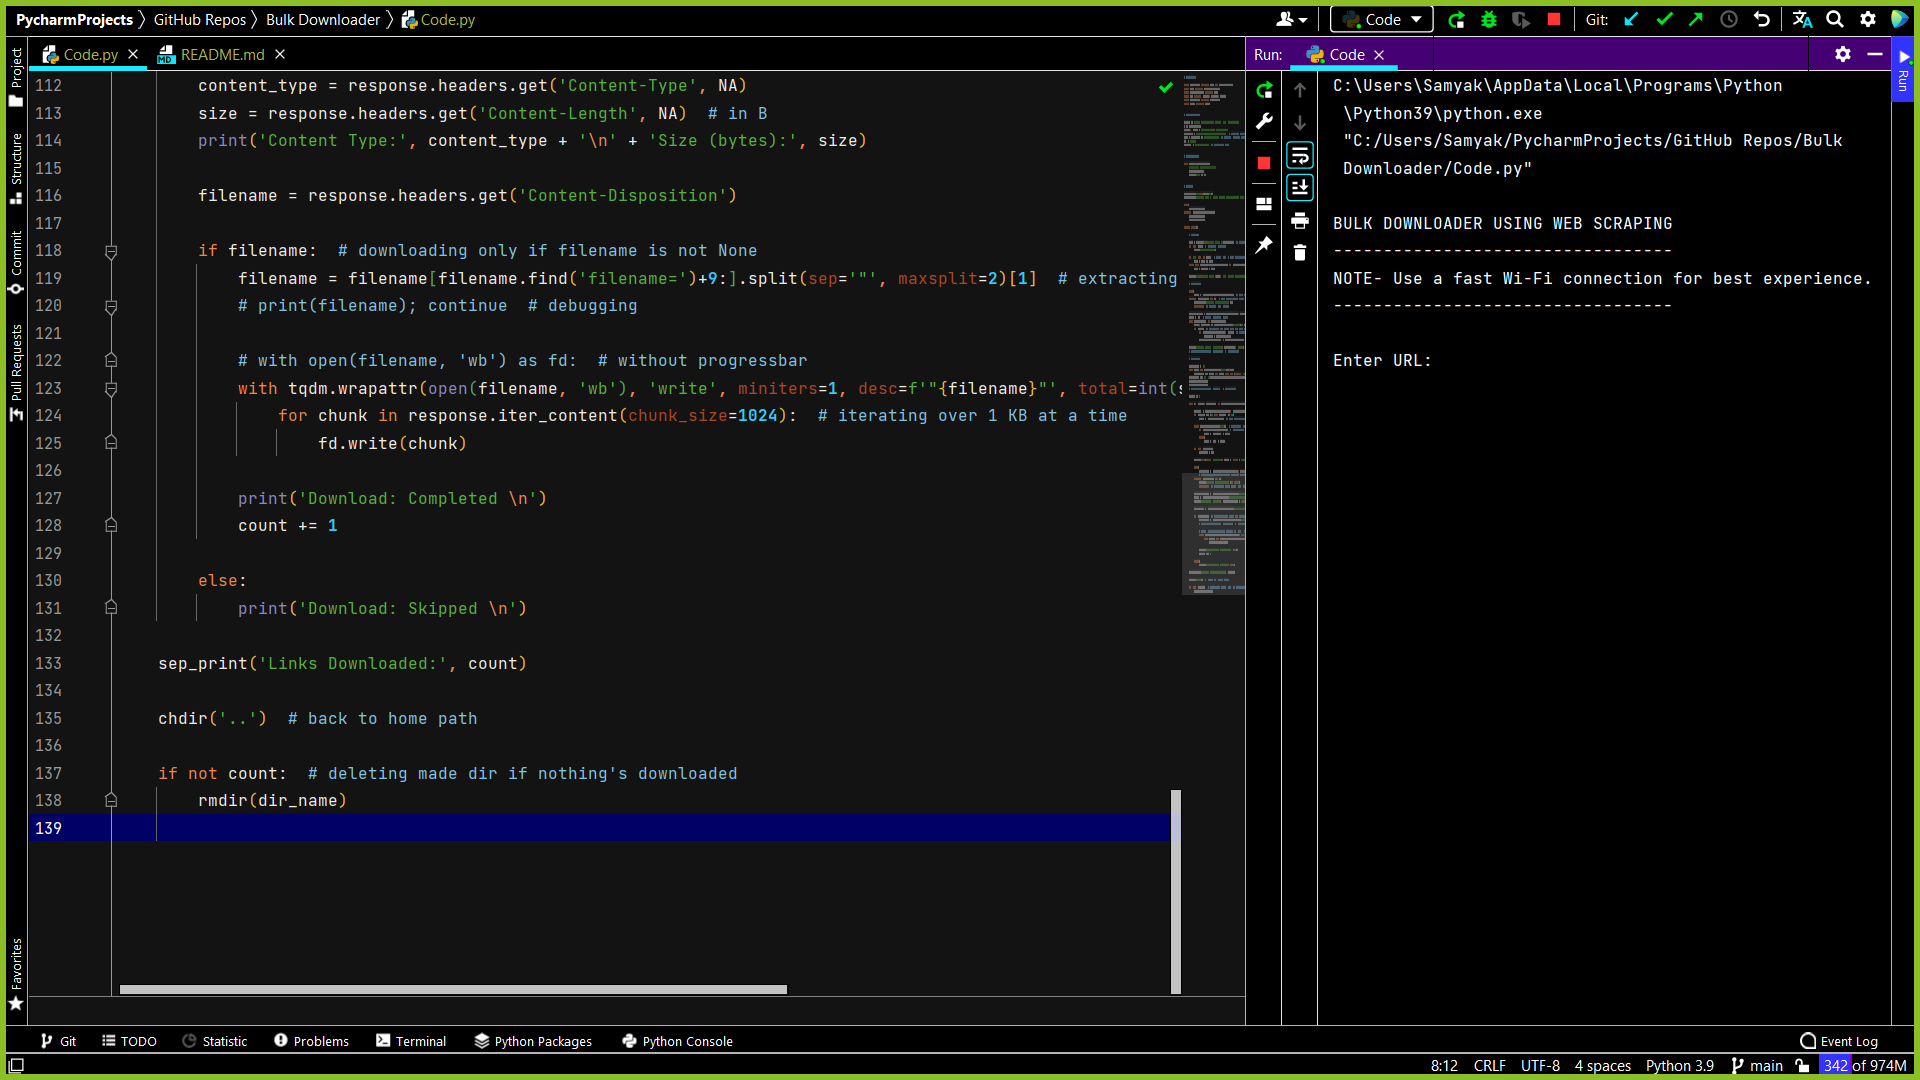 PycharmProjects GitHub Repos Bulk Downloader Code.py
Code Git:
Code.py README.md
Run: Code
Project
Structure
Commit
Pull Requests
Favorites
Run
112 content_type = response.headers.get('Content-Type', NA)
113 size = response.headers.get('Content-Length', NA)  # in B
114 print('Content Type:', content_type + '\n' + 'Size (bytes):', size)
115
116 filename = response.headers.get('Content-Disposition')
117
118 if filename:  # downloading only if filename is not None
119 filename = filename[filename.find('filename=')+9:].split(sep='"', maxsplit=2)[1]  # extracting
120 # print(filename); continue  # debugging
121
122 # with open(filename, 'wb') as fd:  # without progressbar
123 with tqdm.wrapattr(open(filename, 'wb'), 'write', miniters=1, desc=f'"{filename}"', total=int(s
124 for chunk in response.iter_content(chunk_size=1024):  # iterating over 1 KB at a time
125 fd.write(chunk)
126
127 print('Download: Completed \n')
128 count += 1
129
130 else:
131 print('Download: Skipped \n')
132
133 sep_print('Links Downloaded:', count)
134
135 chdir('..')  # back to home path
136
137 if not count:  # deleting made dir if nothing's downloaded
138 rmdir(dir_name)
139
C:\Users\Samyak\AppData\Local\Programs\Python
\Python39\python.exe
"C:/Users/Samyak/PycharmProjects/GitHub Repos/Bulk
Downloader/Code.py"
BULK DOWNLOADER USING WEB SCRAPING
----------------------------------
NOTE- Use a fast Wi-Fi connection for best experience.
----------------------------------
Enter URL:
Git TODO Statistic Problems Terminal Python Packages Python Console Event Log
8:12 CRLF UTF-8 4 spaces Python 3.9 main 342 of 974M